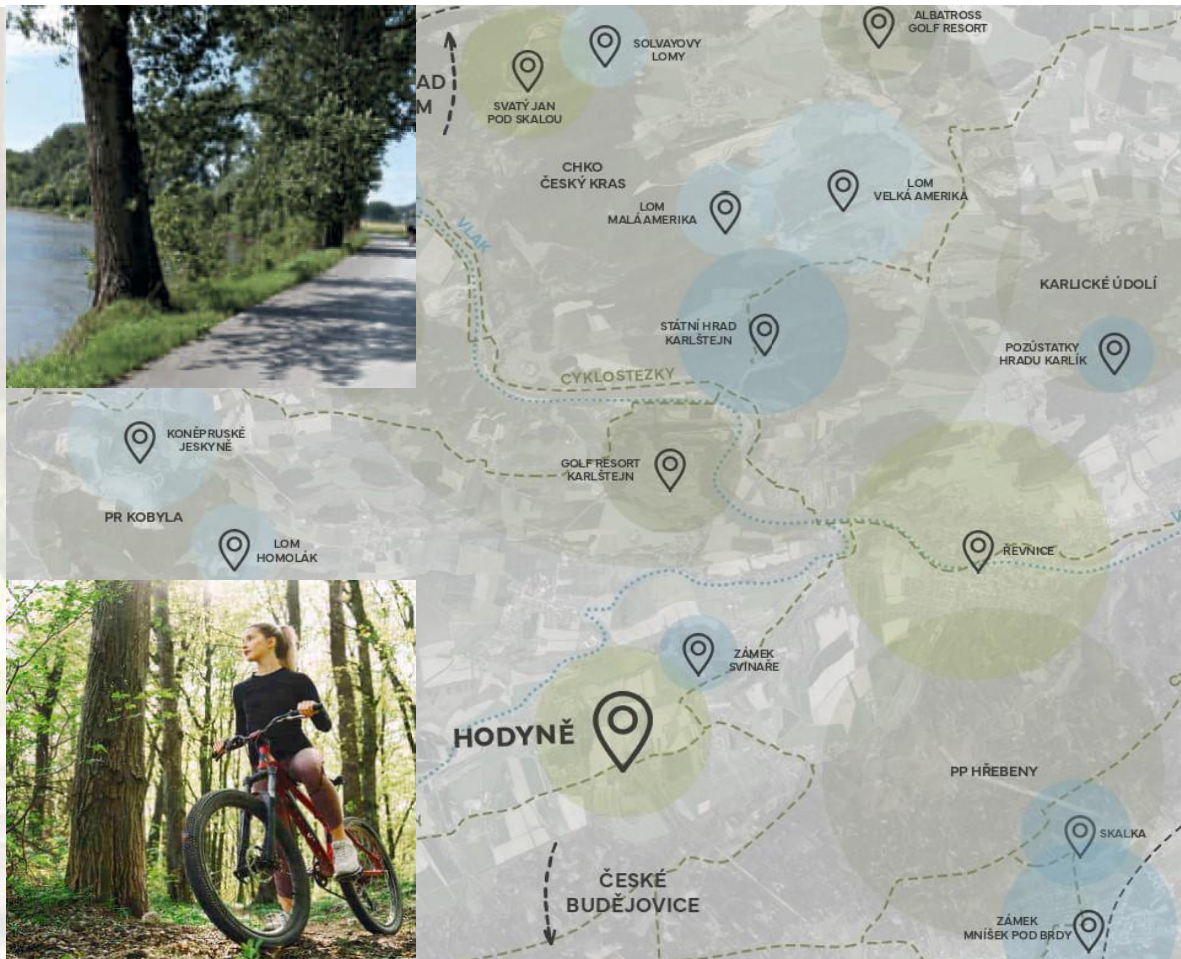 ALBATROSS
GOLF RESORT
SOLVAYOVY
LOMY
AD
M
SVATÝ JAN
POD SKALOU
CHKO
ČESKÝ KRAS
LOM
VELKÁ AMERIKA
LOM
MALÁ AMERIKA
VLAK
KARLICKÉ ÚDOLÍ
STÁTNÍ HRAD
KARLŠTEJN
POZŮSTATKY
HRADU KARLÍK
CYKLOSTEZKY
KONĚPRUSKÉ
JESKYNĚ
GOLF RESORT
KARLŠTEJN
PR KOBYLA
LOM
HOMOLÁK
ŘEVNICE
ZÁMEK
SVINAŘE
HODYNĚ
PP HŘEBENY
SKALKA
ČESKÉ
BUDĚJOVICE
ZÁMEK
MNÍŠEK POD BRDY